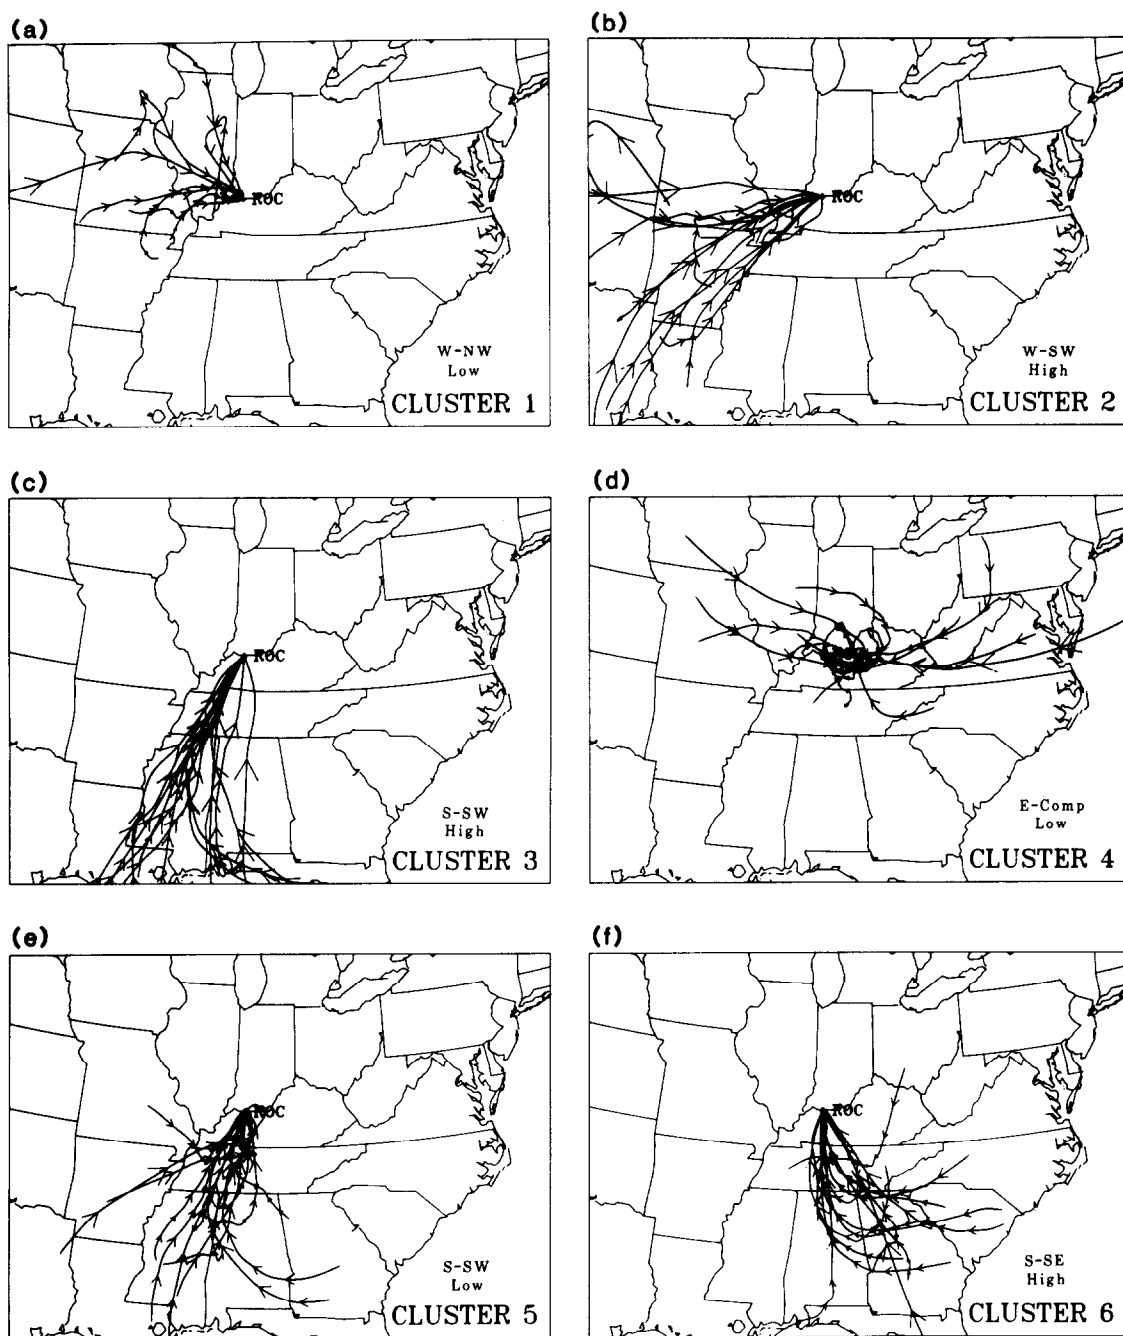 (a)
ROC
W-NW
Low
CLUSTER 1
(b)
ROC
W-SW
High
CLUSTER 2
(c)
ROC
S-SW
High
CLUSTER 3
(d)
E-Comp
Low
CLUSTER 4
(e)
ROC
S-SW
Low
CLUSTER 5
(f)
ROC
S-SE
High
CLUSTER 6